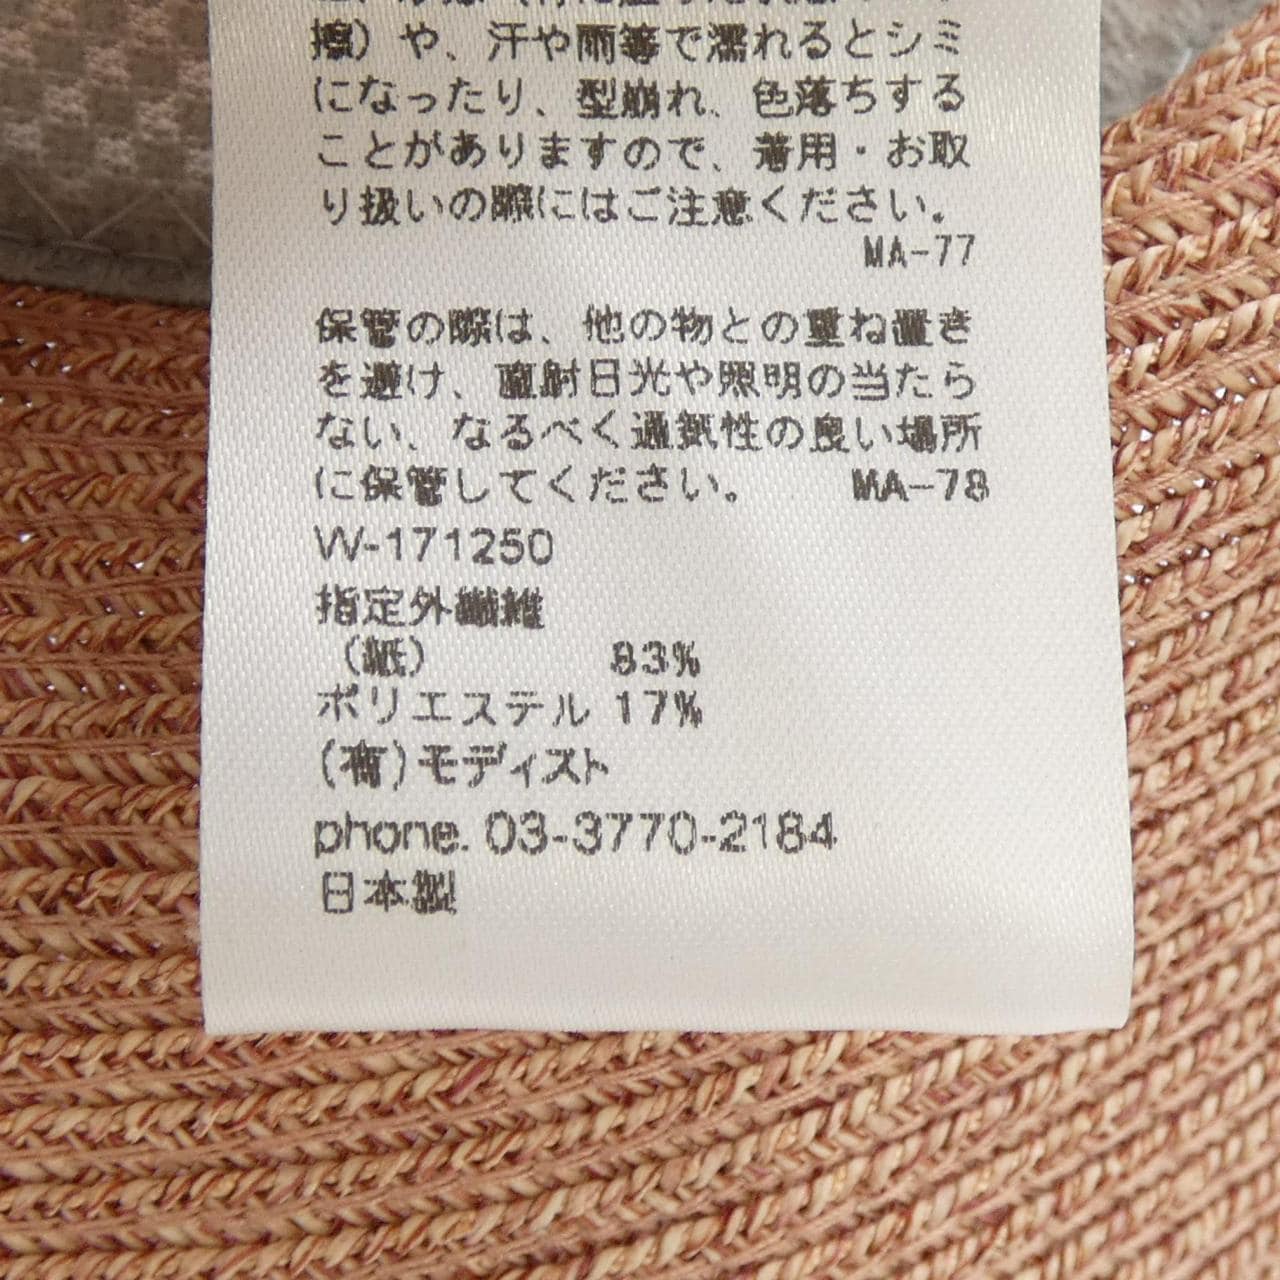 擦)や、汗や雨等で濡れるとシミ
になったり、型崩れ、色落ちする
ことがありますので、着用・お取
り扱いの際にはご注意ください。
MA-77
保管の際は、他の物との重ね置き
を避け、直射日光や照明の当たら
ない、なるべく通気性の良い場所
に保管してください。 MA-78
W-171250
指定外繊維
(紙) 83%
ポリエステル 17%
(有)モディスト
phone. 03-3770-2184
日本製